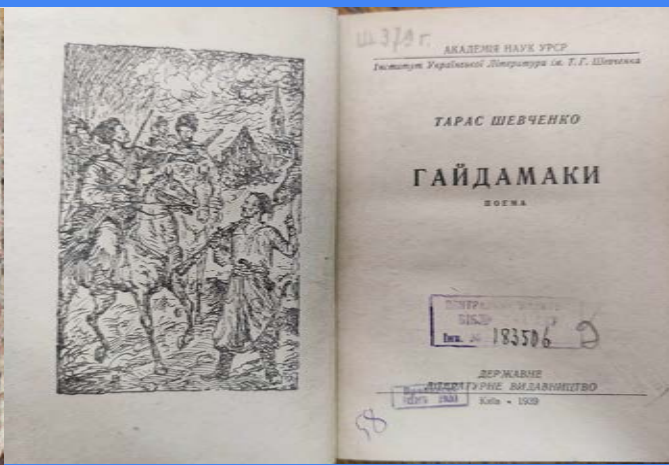 Ш 379 г.
АКАДЕМІЯ НАУК УРСР
Інститут Української Літератури ім. Т. Г. Шевченка
ТАРАС ШЕВЧЕНКО
ГАЙДАМАКИ
ПОЕМА
Інв. № 183506
ДЕРЖАВНЕ
ЛІТЕРАТУРНЕ ВИДАВНИЦТВО
Київ - 1939
58